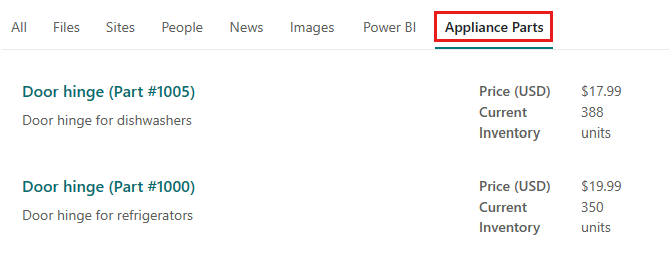 All Files Sites People News Images Power BI Appliance Parts
Door hinge (Part #1005)
Door hinge for dishwashers
Price (USD) $17.99
Current 388
Inventory units
Door hinge (Part #1000)
Door hinge for refrigerators
Price (USD) $19.99
Current 350
Inventory units